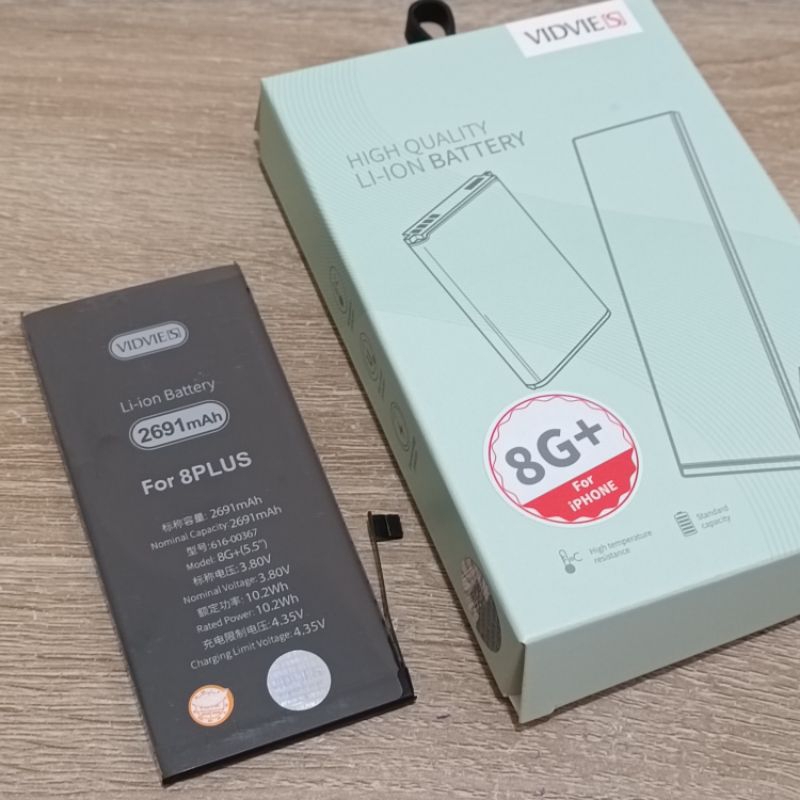 VIDVIE[S]
HIGH QUALITY
LI-ION BATTERY
8G+
For
iPHONE
High temperature
resistance
Standard
capacity
VIDVIE[S]
Li-ion Battery
2691mAh
For 8PLUS
标称容量: 2691mAh
Nominal Capacity:2691mAh
型号:616-00367
Model: 8G+(5.5")
标称电压: 3.80V
Nominal Voltage: 3.80V
额定功率: 10.2Wh
Rated Power: 10.2Wh
充电限制电压:4.35V
Charging Limit Voltage: 4.35V
VIDVIE[S]